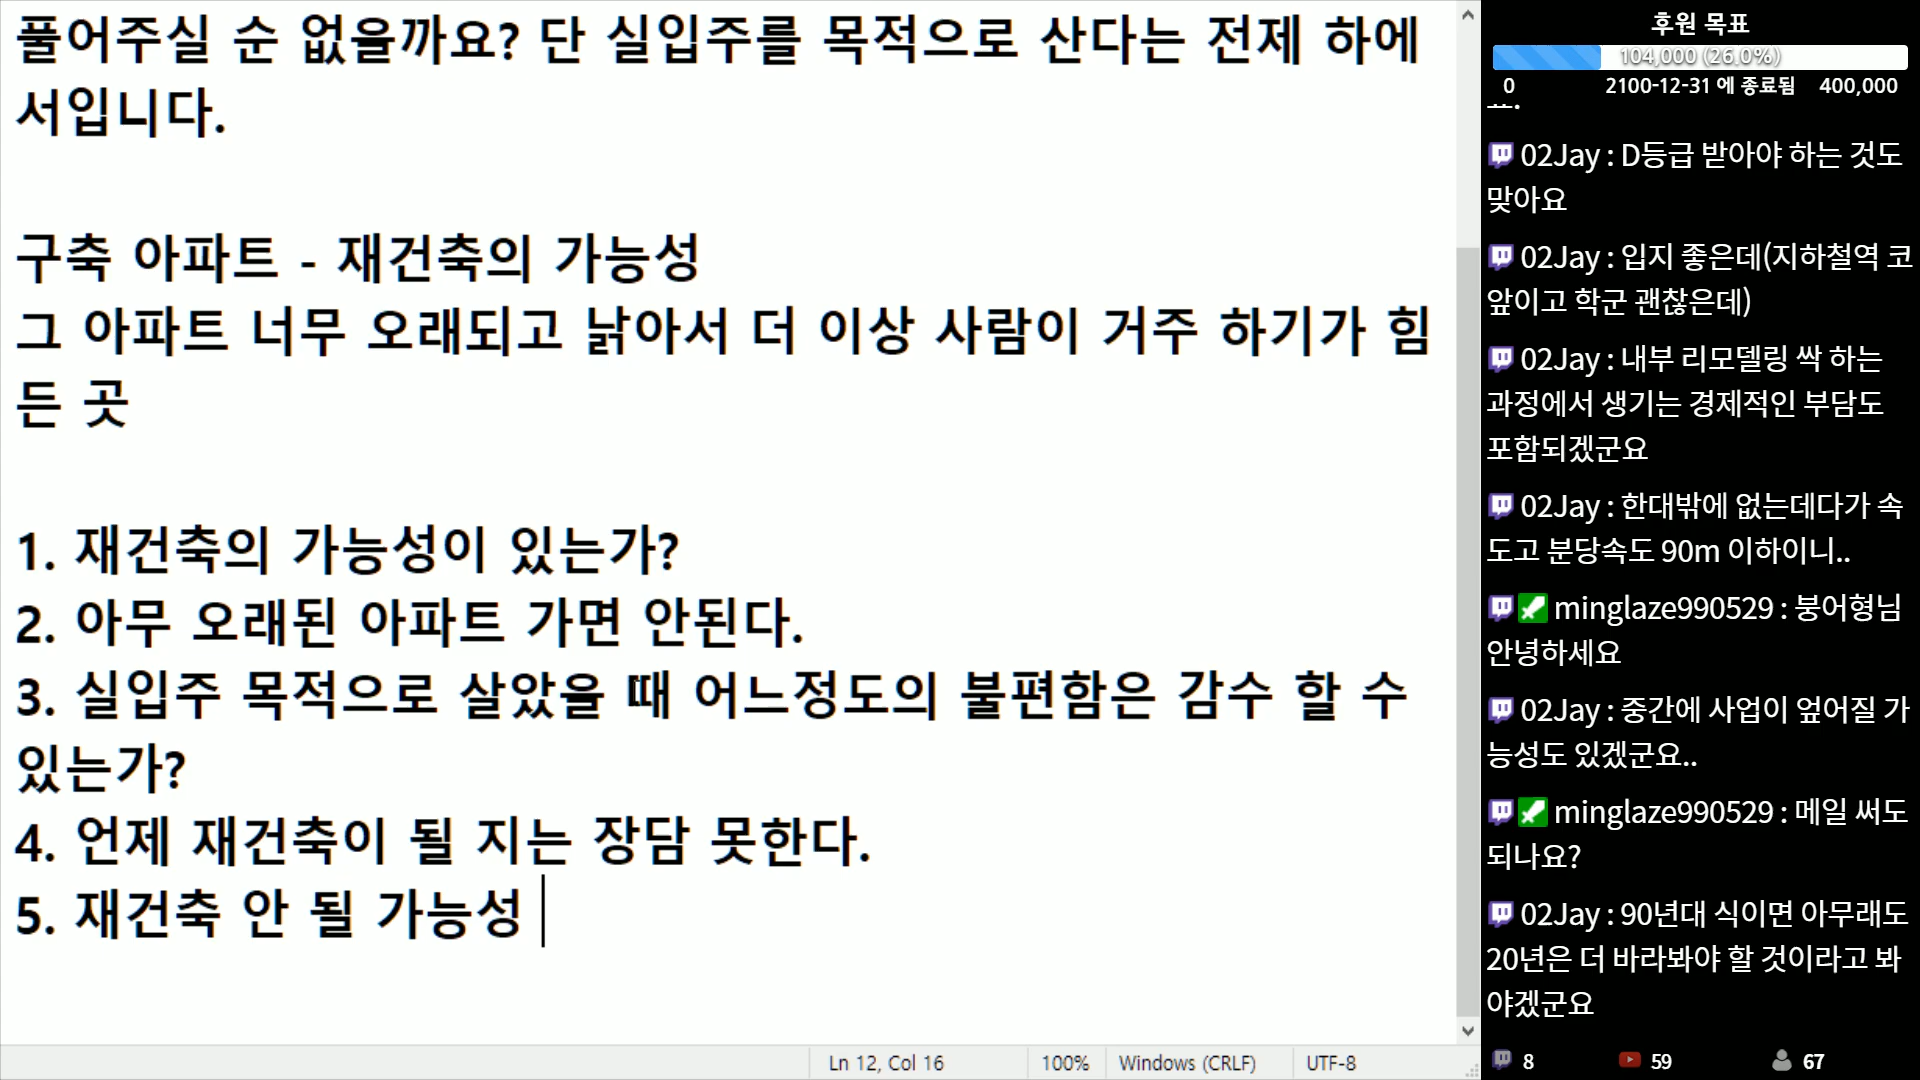 풀어주실 순 없을까요? 단 실입주를 목적으로 산다는 전제 하에
서입니다.
구축 아파트 - 재건축의 가능성
그 아파트 너무 오래되고 낡아서 더 이상 사람이 거주 하기가 힘
든 곳
1. 재건축의 가능성이 있는가?
2. 아무 오래된 아파트 가면 안된다.
3. 실입주 목적으로 살았을 때 어느정도의 불편함은 감수 할 수
있는가?
4. 언제 재건축이 될 지는 장담 못한다.
5. 재건축 안 될 가능성
Ln 12, Col 16
100%
Windows (CRLF)
UTF-8
후원 목표
104,000 (26.0%)
0 2100-12-31 에 종료됨 400,000
02Jay : D등급 받아야 하는 것도
맞아요
02Jay : 입지 좋은데(지하철역 코
앞이고 학군 괜찮은데)
02Jay : 내부 리모델링 싹 하는
과정에서 생기는 경제적인 부담도
포함되겠군요
02Jay : 한대밖에 없는데다가 속
도고 분당속도 90m 이하이니..
minglaze990529 : 붕어형님
안녕하세요
02Jay : 중간에 사업이 엎어질 가
능성도 있겠군요..
minglaze990529 : 메일 써도
되나요?
02Jay : 90년대 식이면 아무래도
20년은 더 바라봐야 할 것이라고 봐
야겠군요
8 59 67